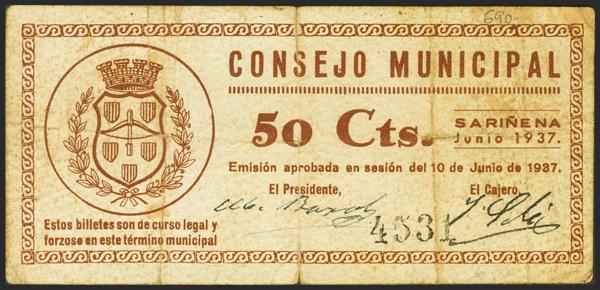 690-
CONSEJO MUNICIPAL
50 Cts.
SARIÑENA
Junio 1937.
Emisión aprobada en sesión del 10 de Junio de 1937.
El Presidente,
El Cajero,
4531
Estos billetes son de curso legal y
forzoso en este término municipal